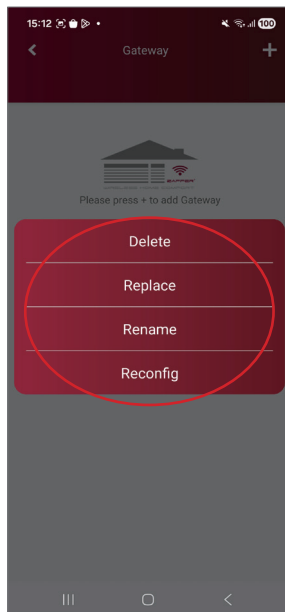 15:12
100
Gateway
Please press + to add Gateway
Delete
Replace
Rename
Reconfig